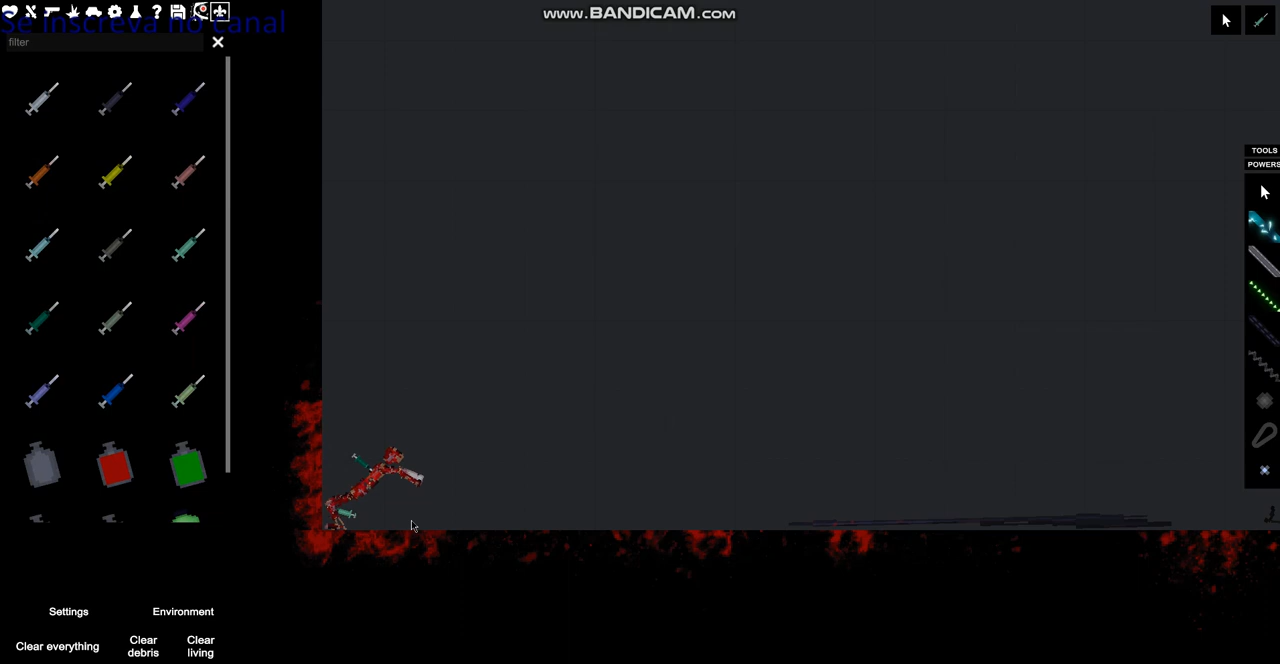 www.BANDICAM.com
Se inscreva no canal
filter
TOOLS
POWERS
Settings
Environment
Clear everything
Clear debris
Clear living